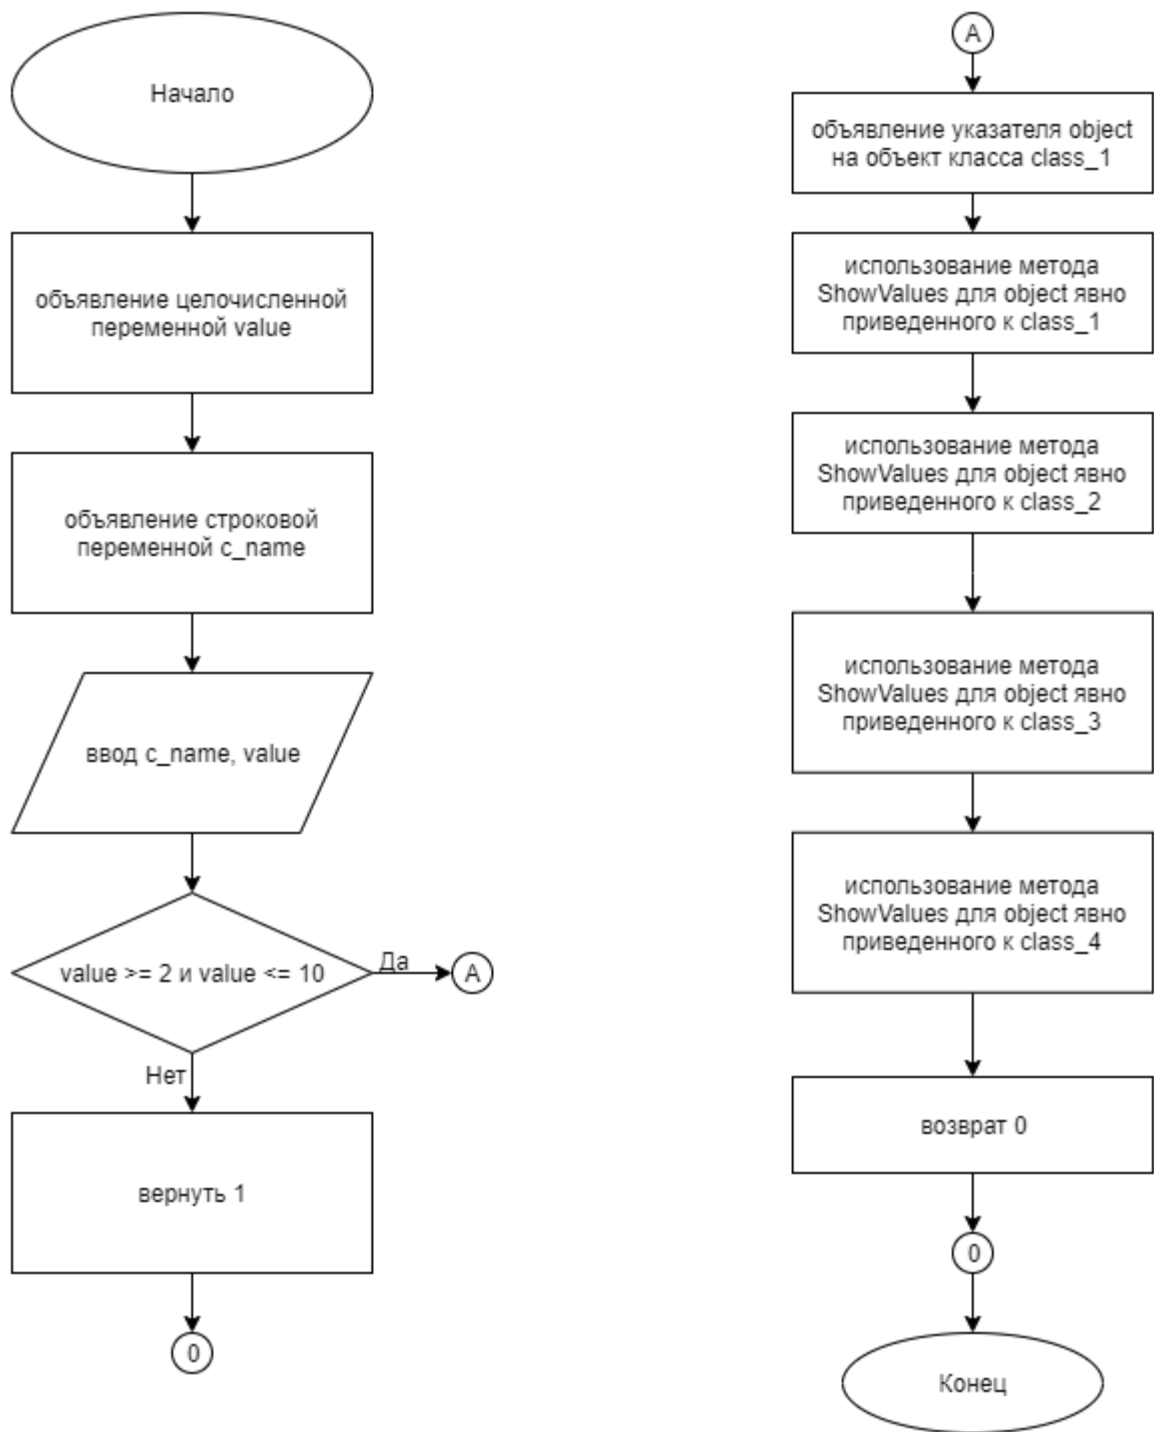 Начало
объявление целочисленной
переменной value
объявление строковой
переменной c_name
ввод c_name, value
value >= 2 и value <= 10
Да
A
Нет
вернуть 1
0
A
объявление указателя object
на объект класса class_1
использование метода
ShowValues для object явно
приведенного к class_1
использование метода
ShowValues для object явно
приведенного к class_2
использование метода
ShowValues для object явно
приведенного к class_3
использование метода
ShowValues для object явно
приведенного к class_4
возврат 0
0
Конец